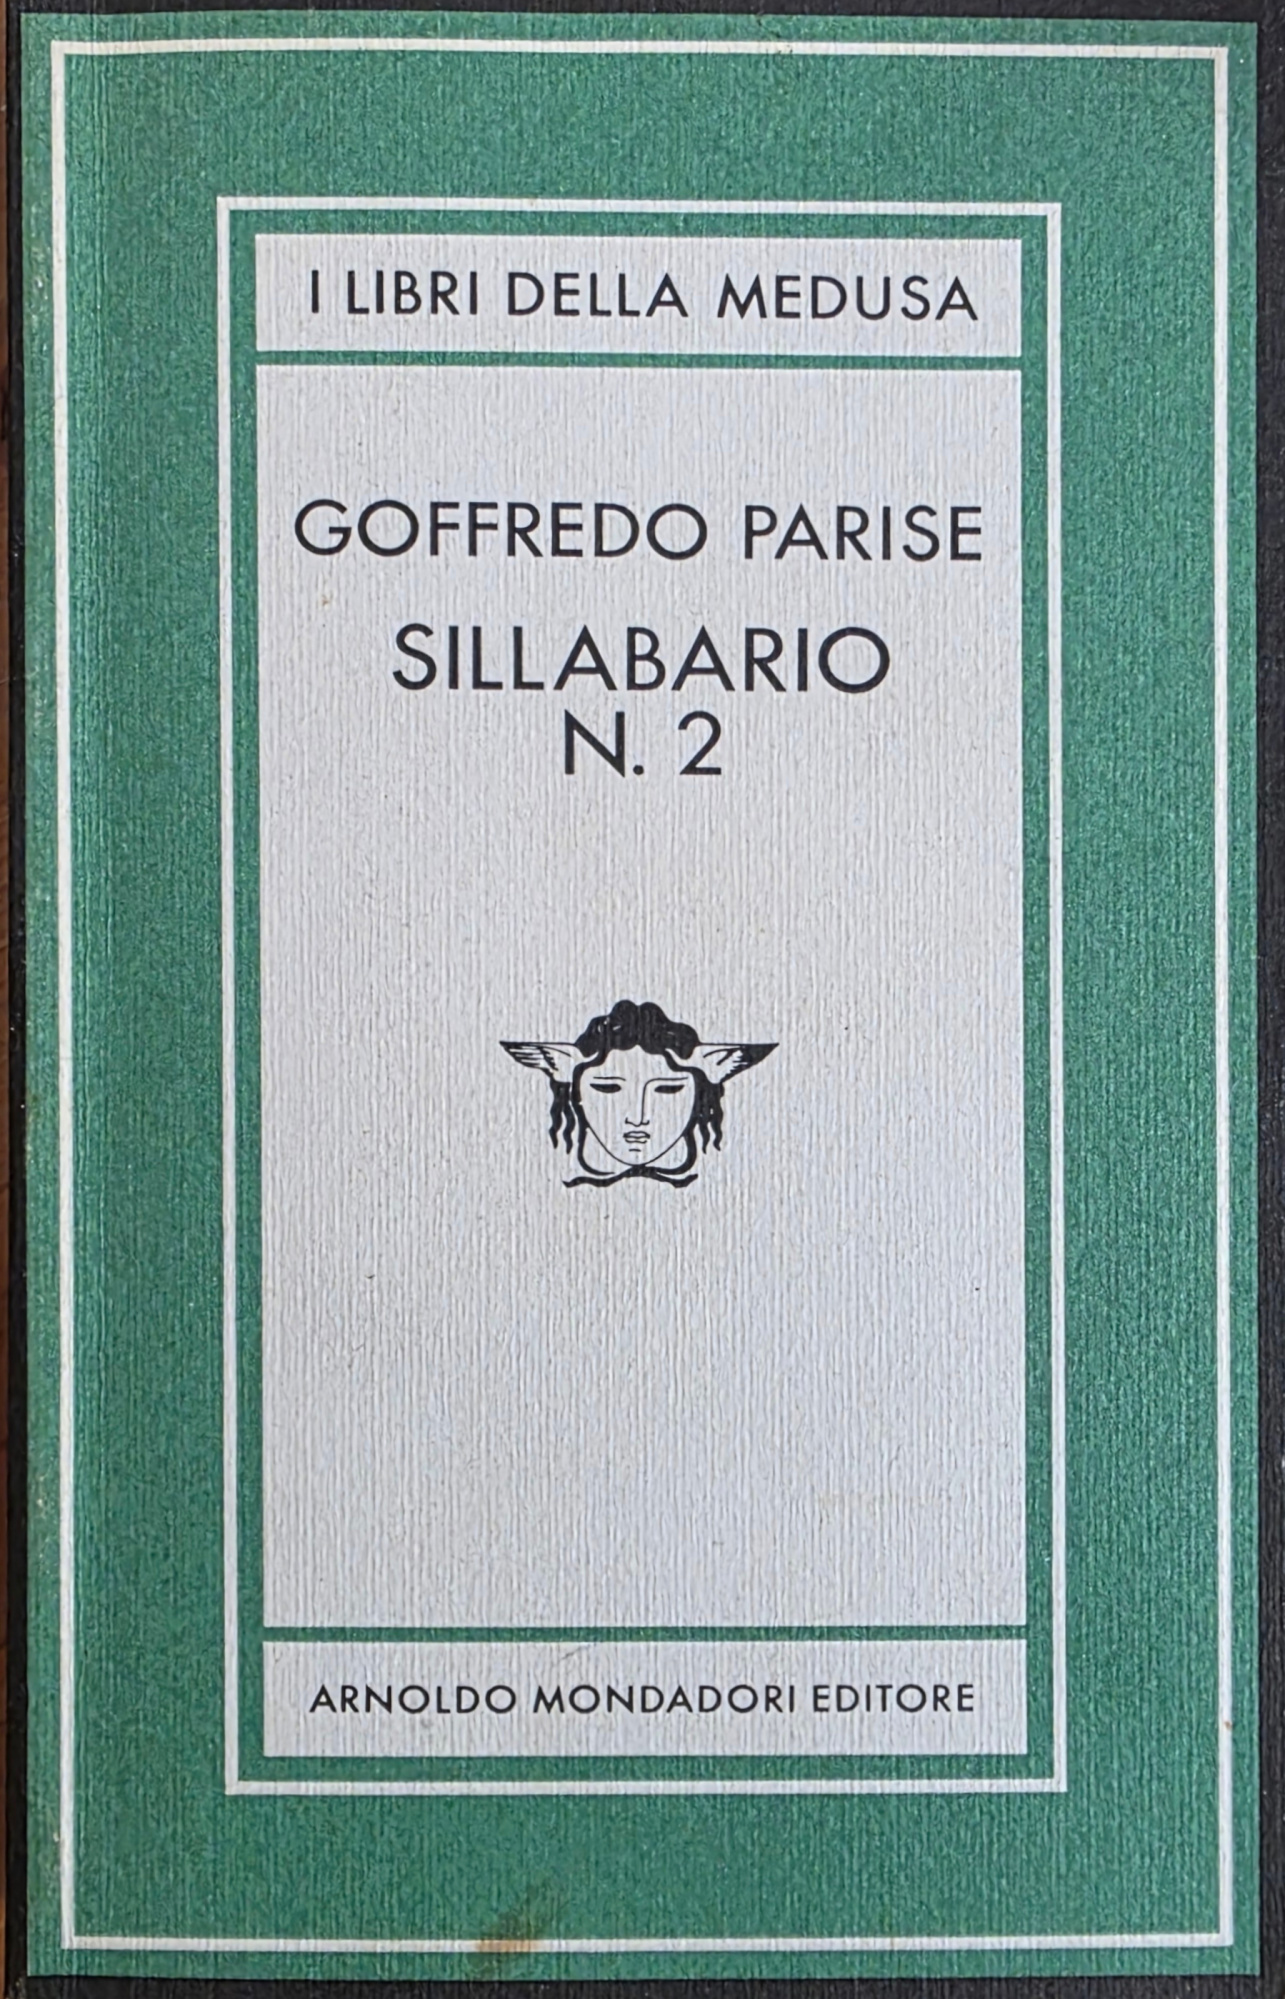 I LIBRI DELLA MEDUSA
GOFFREDO PARISE
SILLABARIO
N. 2
ARNOLDO MONDADORI EDITORE